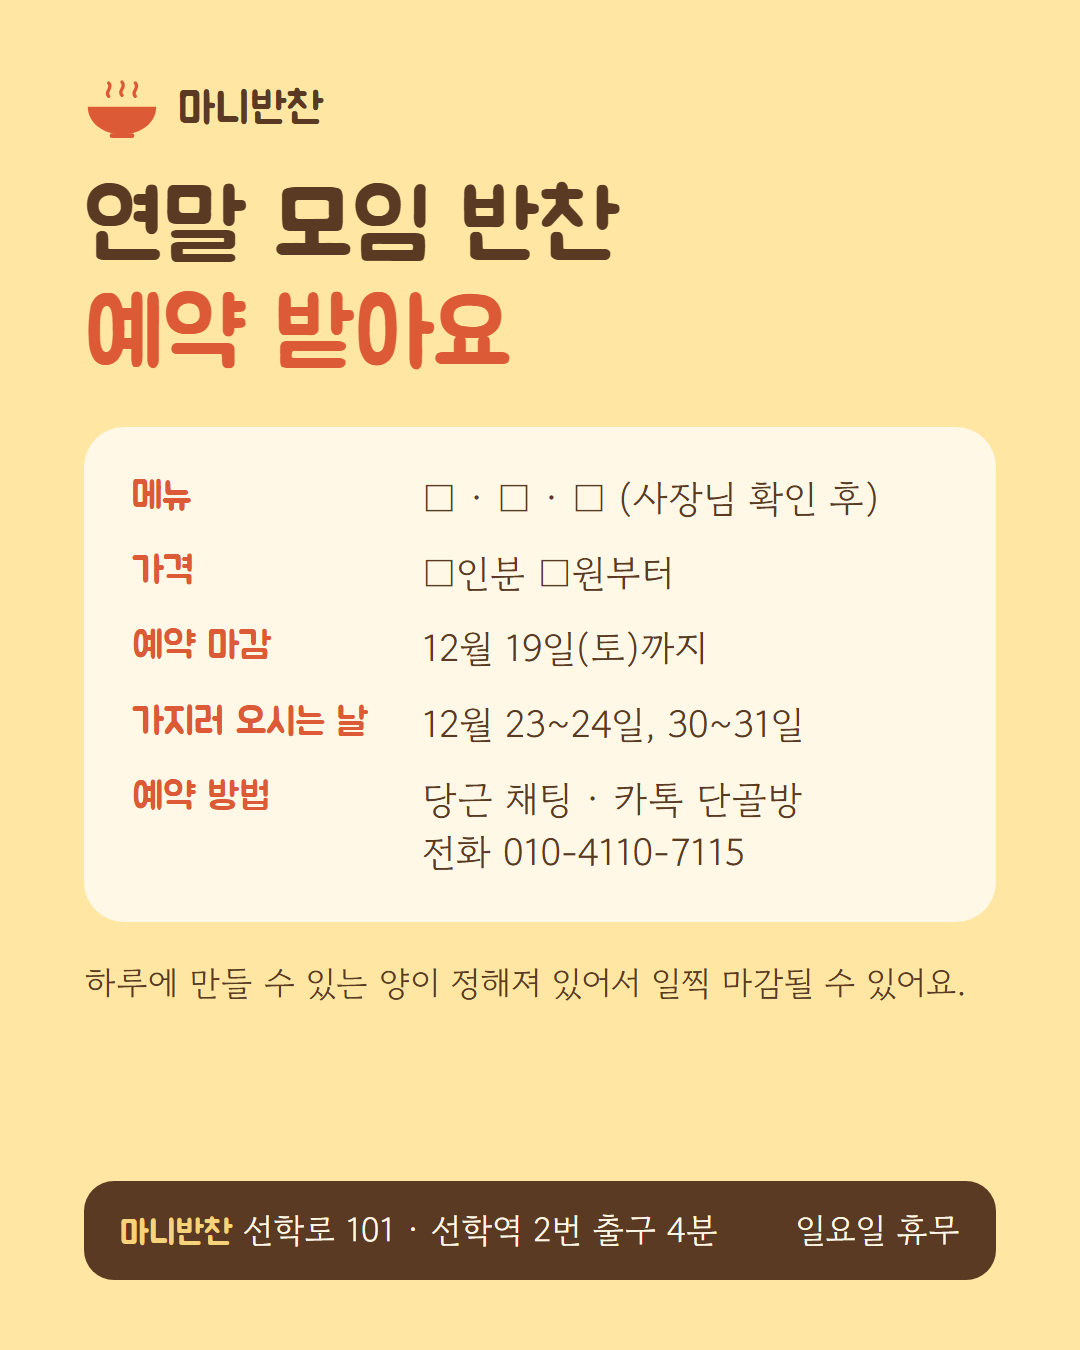 마니반찬
연말 모임 반찬
예약 받아요
메뉴 □ · □ · □ (사장님 확인 후)
가격 □인분 □원부터
예약 마감 12월 19일(토)까지
가지러 오시는 날 12월 23~24일, 30~31일
예약 방법 당근 채팅 · 카톡 단골방
전화 010-4110-7115
하루에 만들 수 있는 양이 정해져 있어서 일찍 마감될 수 있어요.
마니반찬 선학로 101 · 선학역 2번 출구 4분 일요일 휴무